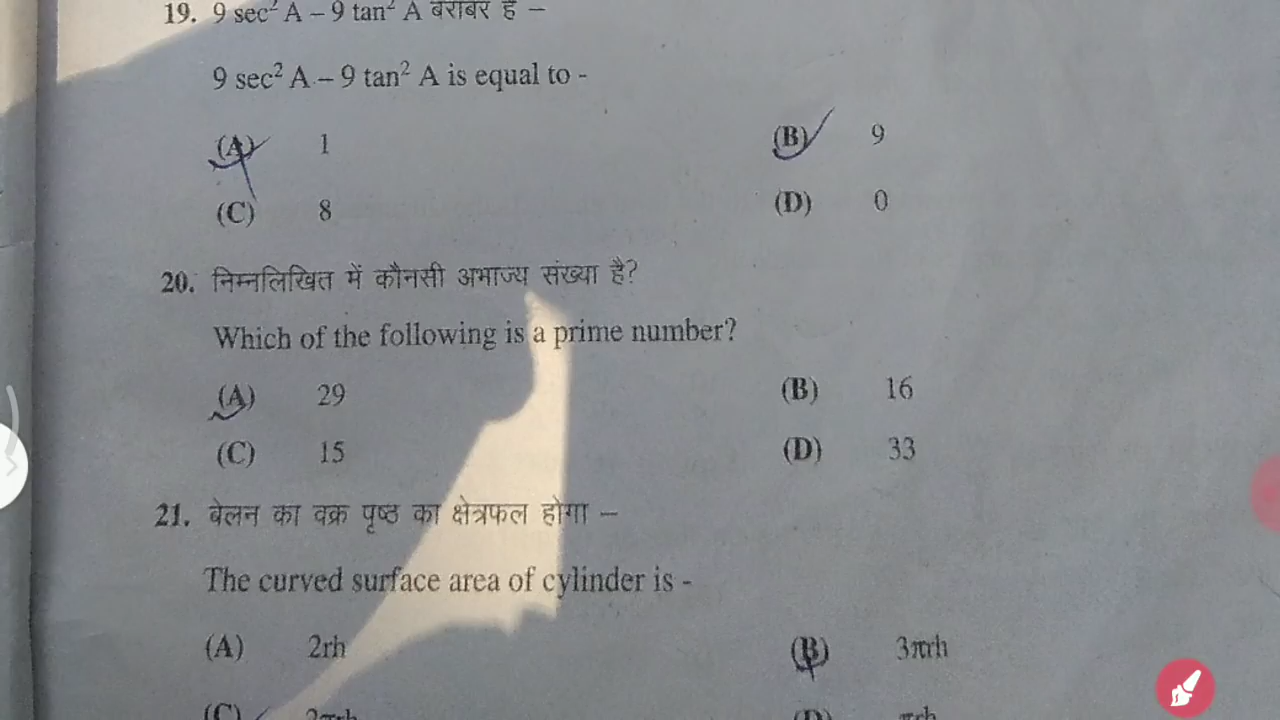 19. 9 sec² A – 9 tan² A बराबर है –
9 sec² A – 9 tan² A is equal to -
(A) 1 (B) 9
(C) 8 (D) 0
20. निम्नलिखित में कौनसी अभाज्य संख्या है?
Which of the following is a prime number?
(A) 29 (B) 16
(C) 15 (D) 33
21. बेलन का वक्र पृष्ठ का क्षेत्रफल होगा –
The curved surface area of cylinder is -
(A) 2rh (B) 3πrh
(C) 2πrh (D) πrh